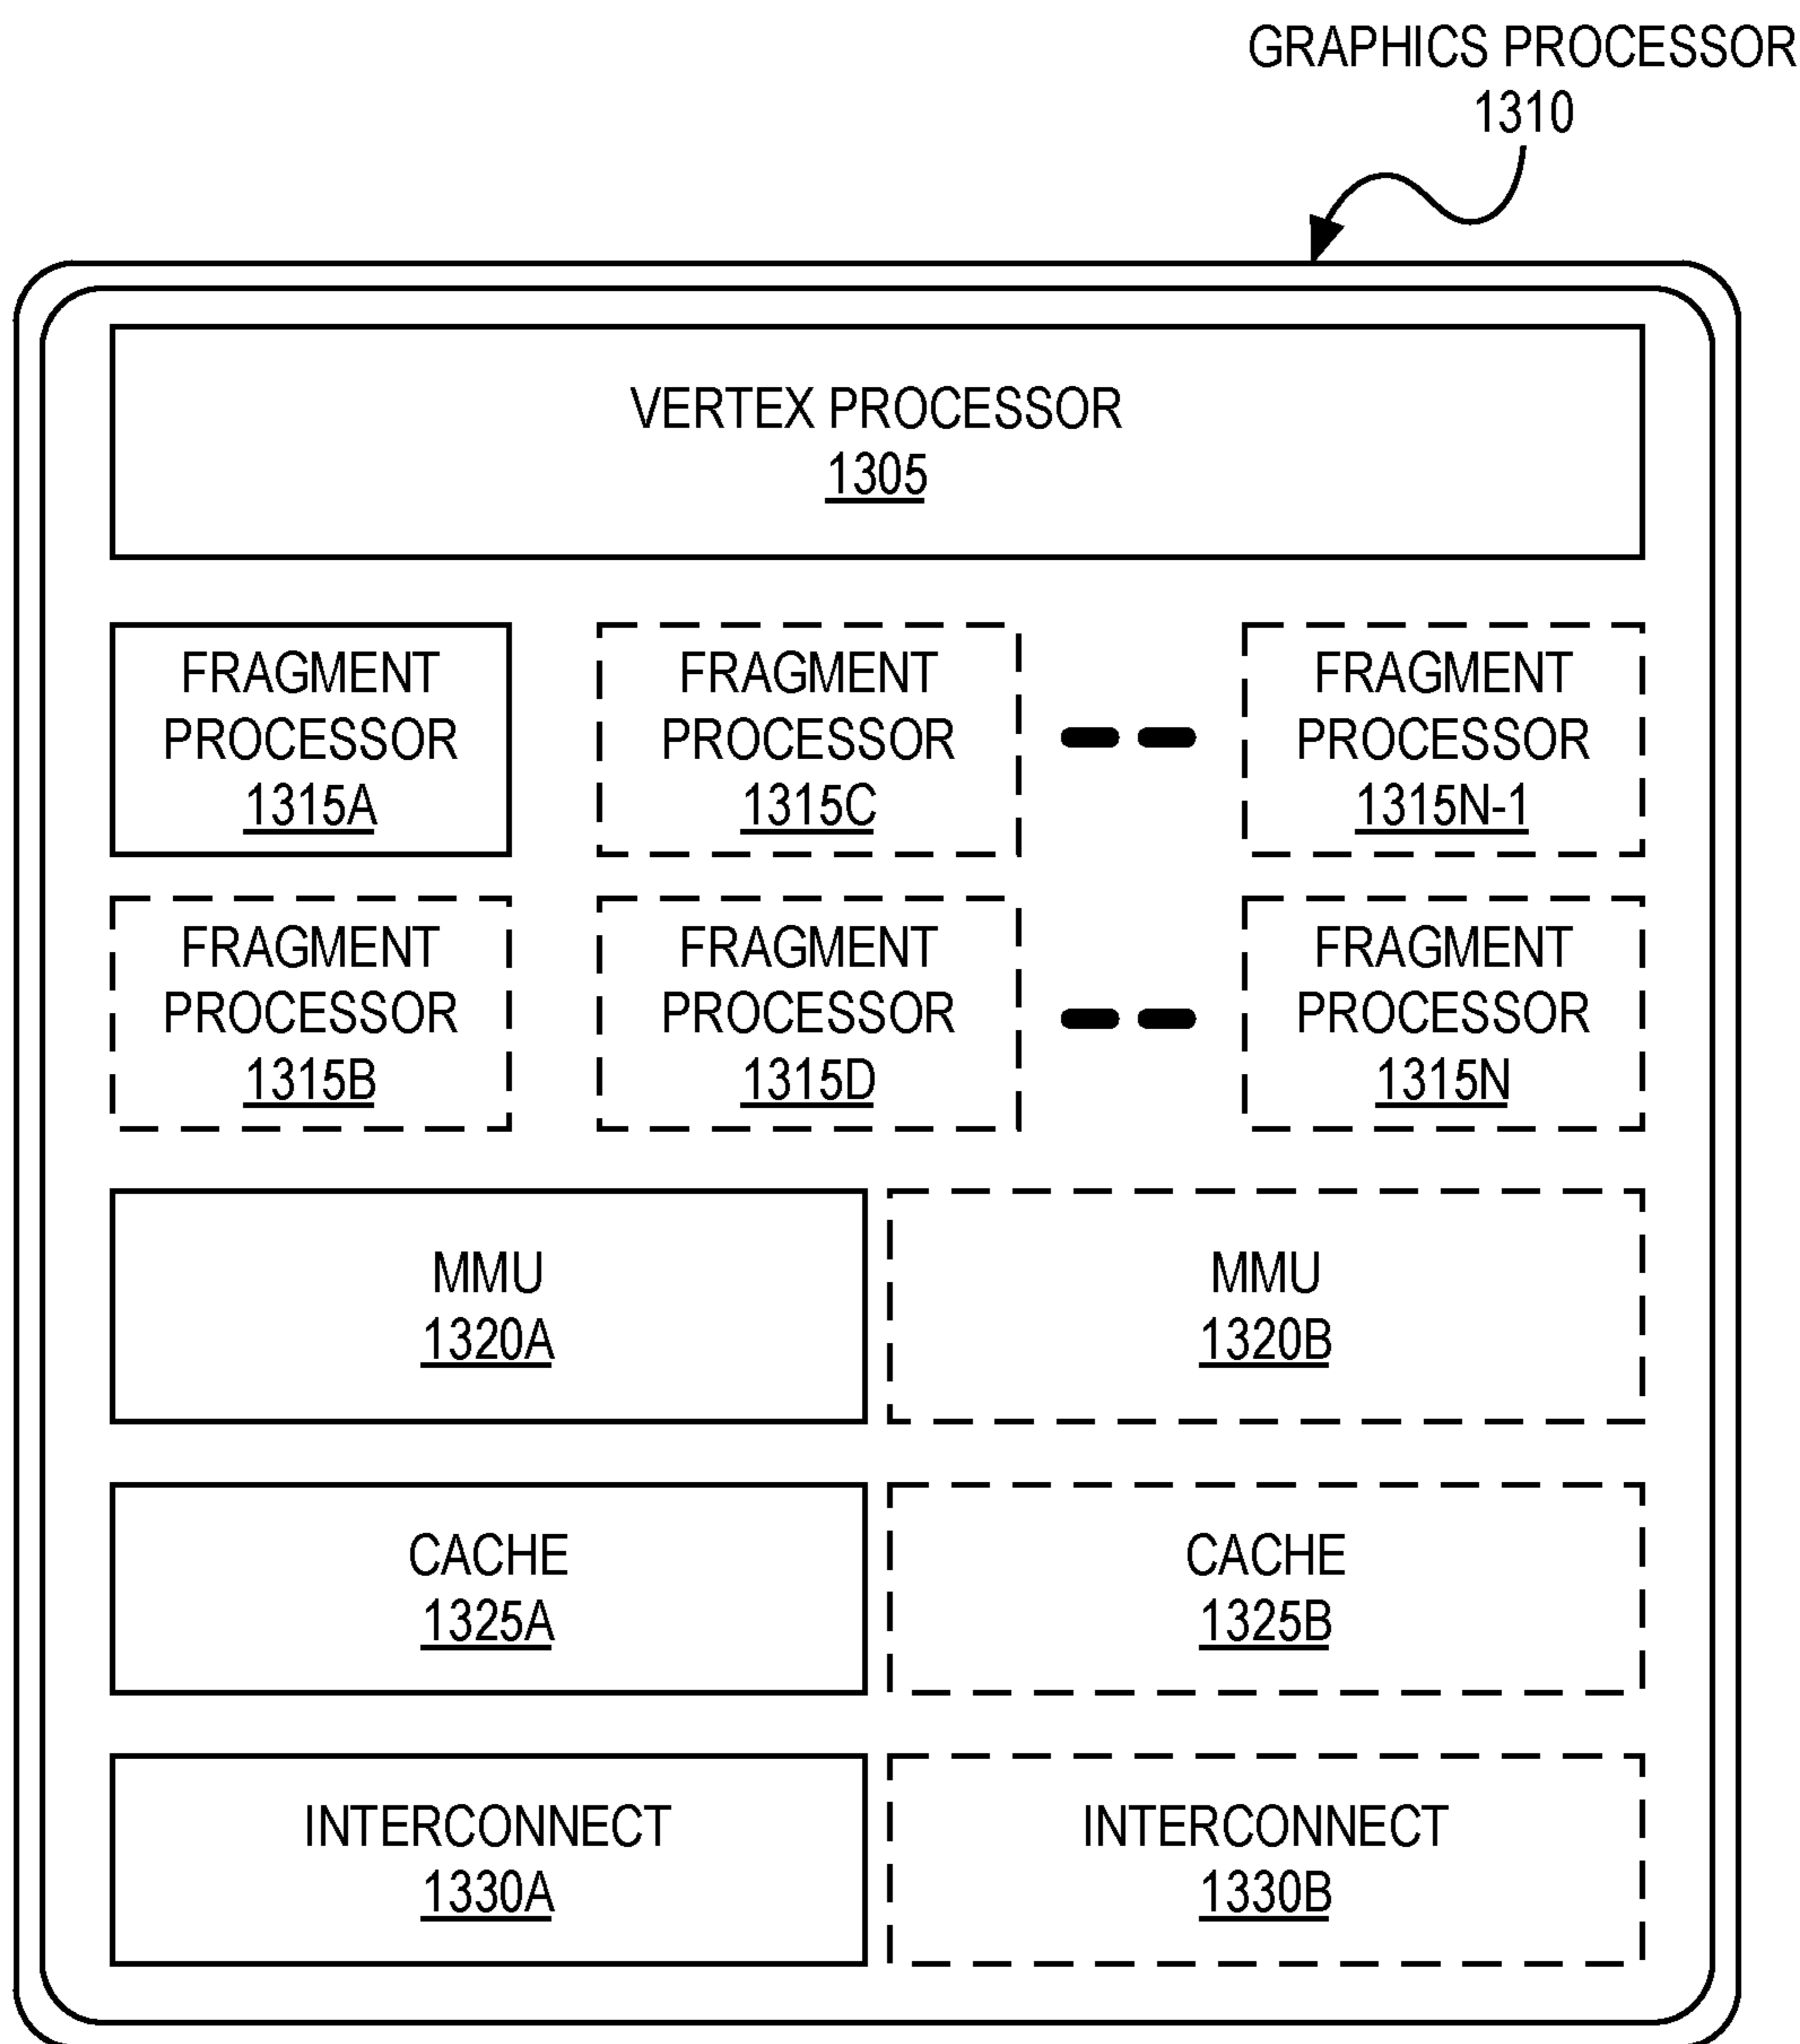 GRAPHICS PROCESSOR
1310
VERTEX PROCESSOR
1305
FRAGMENT
PROCESSOR
1315A
FRAGMENT
PROCESSOR
1315C
FRAGMENT
PROCESSOR
1315N-1
FRAGMENT
PROCESSOR
1315B
FRAGMENT
PROCESSOR
1315D
FRAGMENT
PROCESSOR
1315N
MMU
1320A
MMU
1320B
CACHE
1325A
CACHE
1325B
INTERCONNECT
1330A
INTERCONNECT
1330B